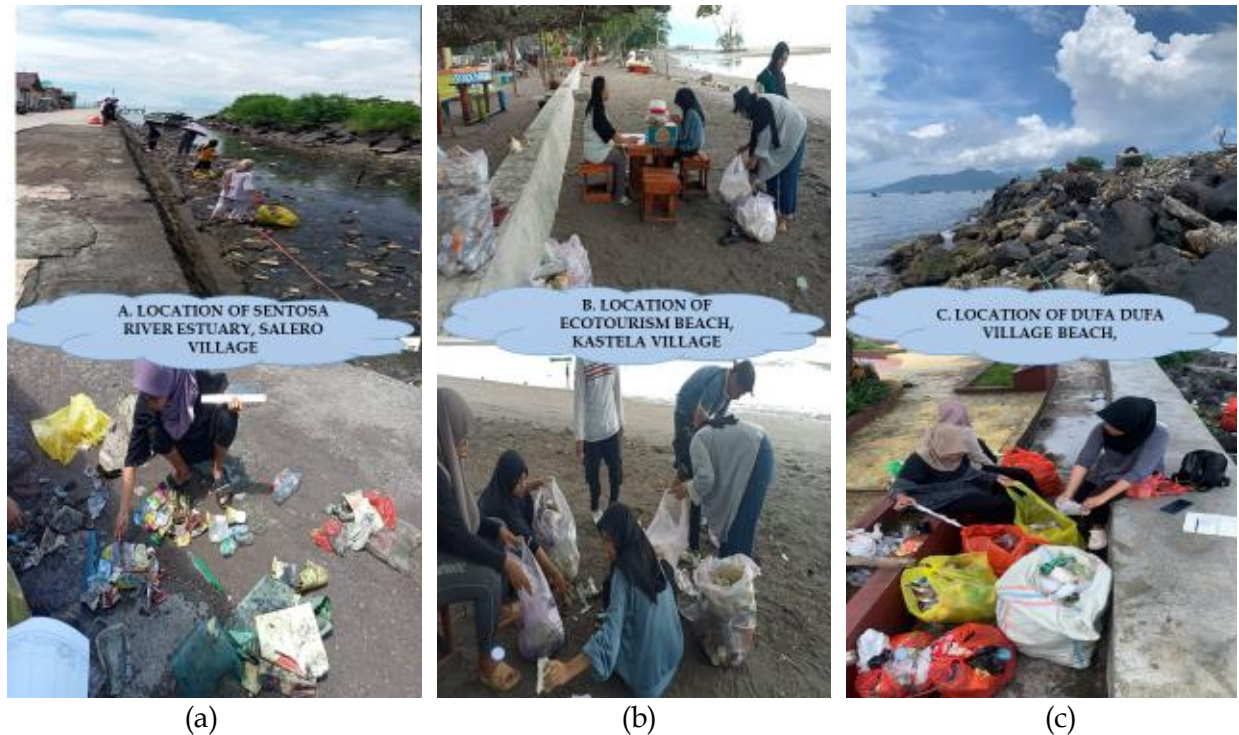 A. LOCATION OF SENTOSA
RIVER ESTUARY, SALERO
VILLAGE
B. LOCATION OF
ECOTOURISM BEACH,
KASTELA VILLAGE
C. LOCATION OF DUFA DUFA
VILLAGE BEACH,
(a)
(b)
(c)